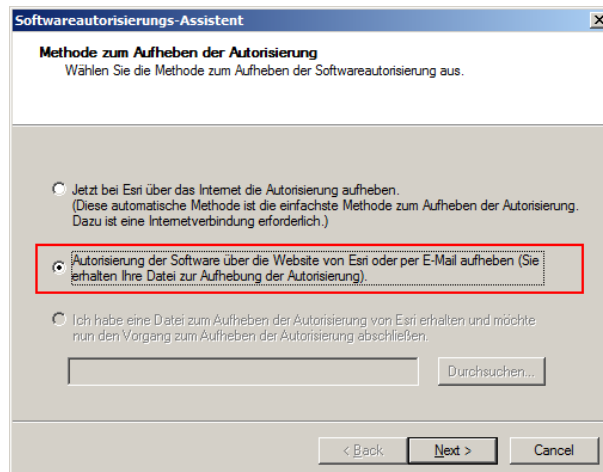 Softwareautorisierungs-Assistent
Methode zum Aufheben der Autorisierung
Wählen Sie die Methode zum Aufheben der Softwareautorisierung aus.
Jetzt bei Esri über das Internet die Autorisierung aufheben.
(Diese automatische Methode ist die einfachste Methode zum Aufheben der Autorisierung.
Dazu ist eine Internetverbindung erforderlich.)
Autorisierung der Software über die Website von Esri oder per E-Mail aufheben (Sie
erhalten Ihre Datei zur Aufhebung der Autorisierung).
Ich habe eine Datei zum Aufheben der Autorisierung von Esri erhalten und möchte
nun den Vorgang zum Aufheben der Autorisierung abschließen.
Durchsuchen...
< Back Next > Cancel